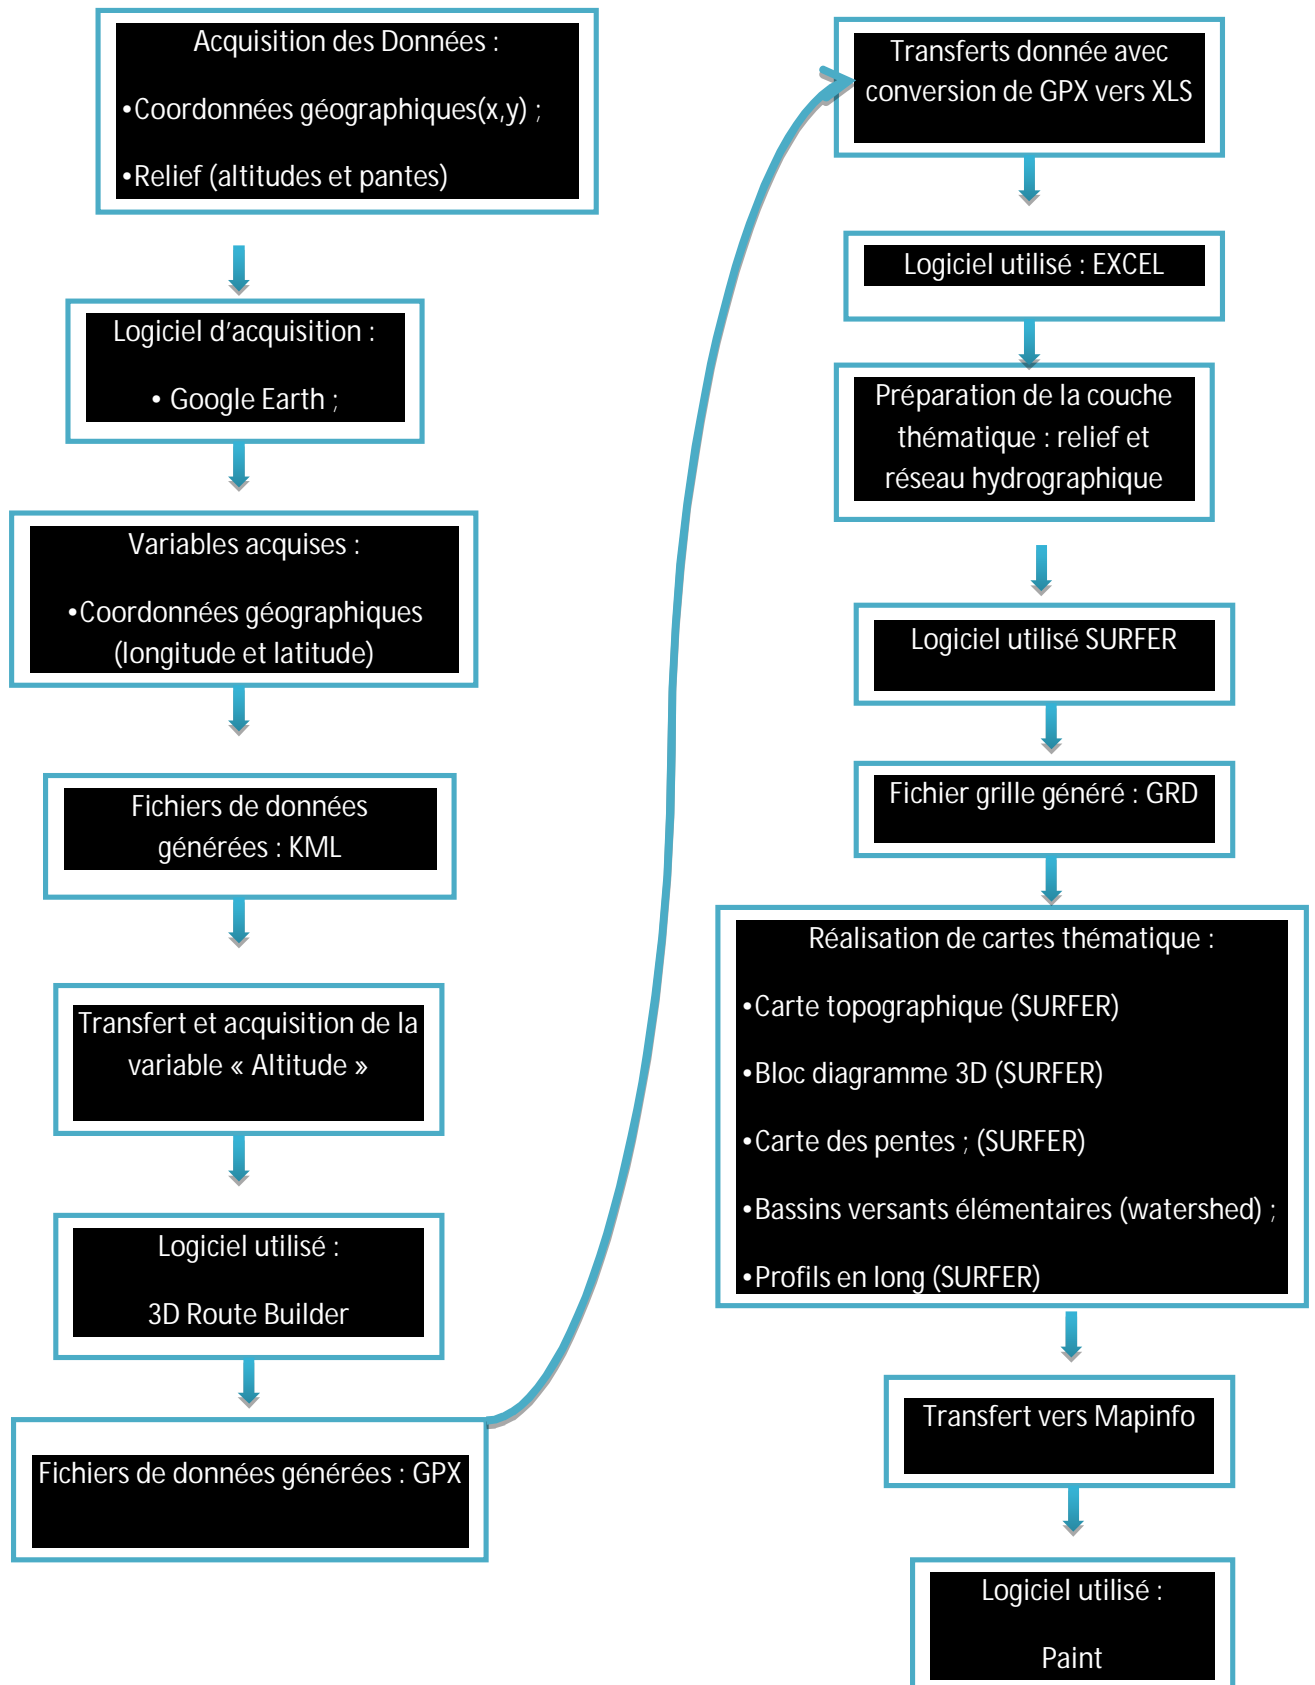 Acquisition des Données :
•Coordonnées géographiques(x,y) ;
•Relief (altitudes et pantes)
Logiciel d’acquisition :
• Google Earth ;
Variables acquises :
•Coordonnées géographiques
(longitude et latitude)
Fichiers de données
générées : KML
Transfert et acquisition de la
variable « Altitude »
Logiciel utilisé :
3D Route Builder
Fichiers de données générées : GPX
Transferts donnée avec
conversion de GPX vers XLS
Logiciel utilisé : EXCEL
Préparation de la couche
thématique : relief et
réseau hydrographique
Logiciel utilisé SURFER
Fichier grille généré : GRD
Réalisation de cartes thématique :
•Carte topographique (SURFER)
•Bloc diagramme 3D (SURFER)
•Carte des pentes ; (SURFER)
•Bassins versants élémentaires (watershed) ;
•Profils en long (SURFER)
Transfert vers Mapinfo
Logiciel utilisé :
Paint